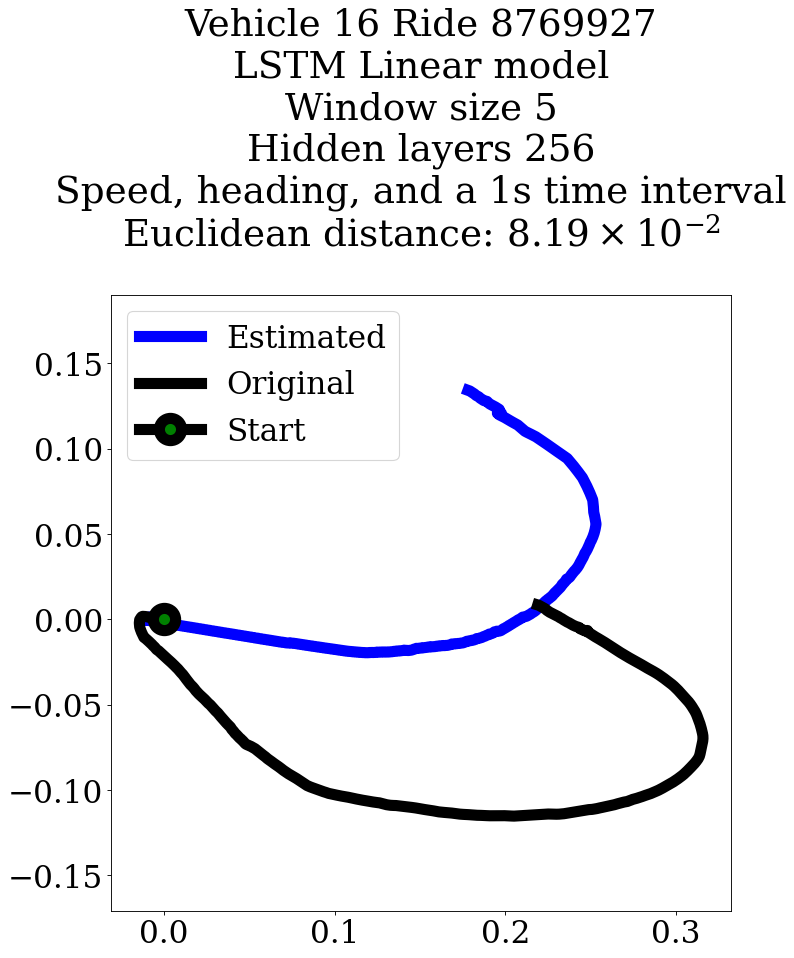 Vehicle 16 Ride 8769927
LSTM Linear model
Window size 5
Hidden layers 256
Speed, heading, and a 1s time interval
Euclidean distance: 8.19 × 10⁻²
Estimated
Original
Start
0.15
0.10
0.05
0.00
−0.05
−0.10
−0.15
0.0 0.1 0.2 0.3